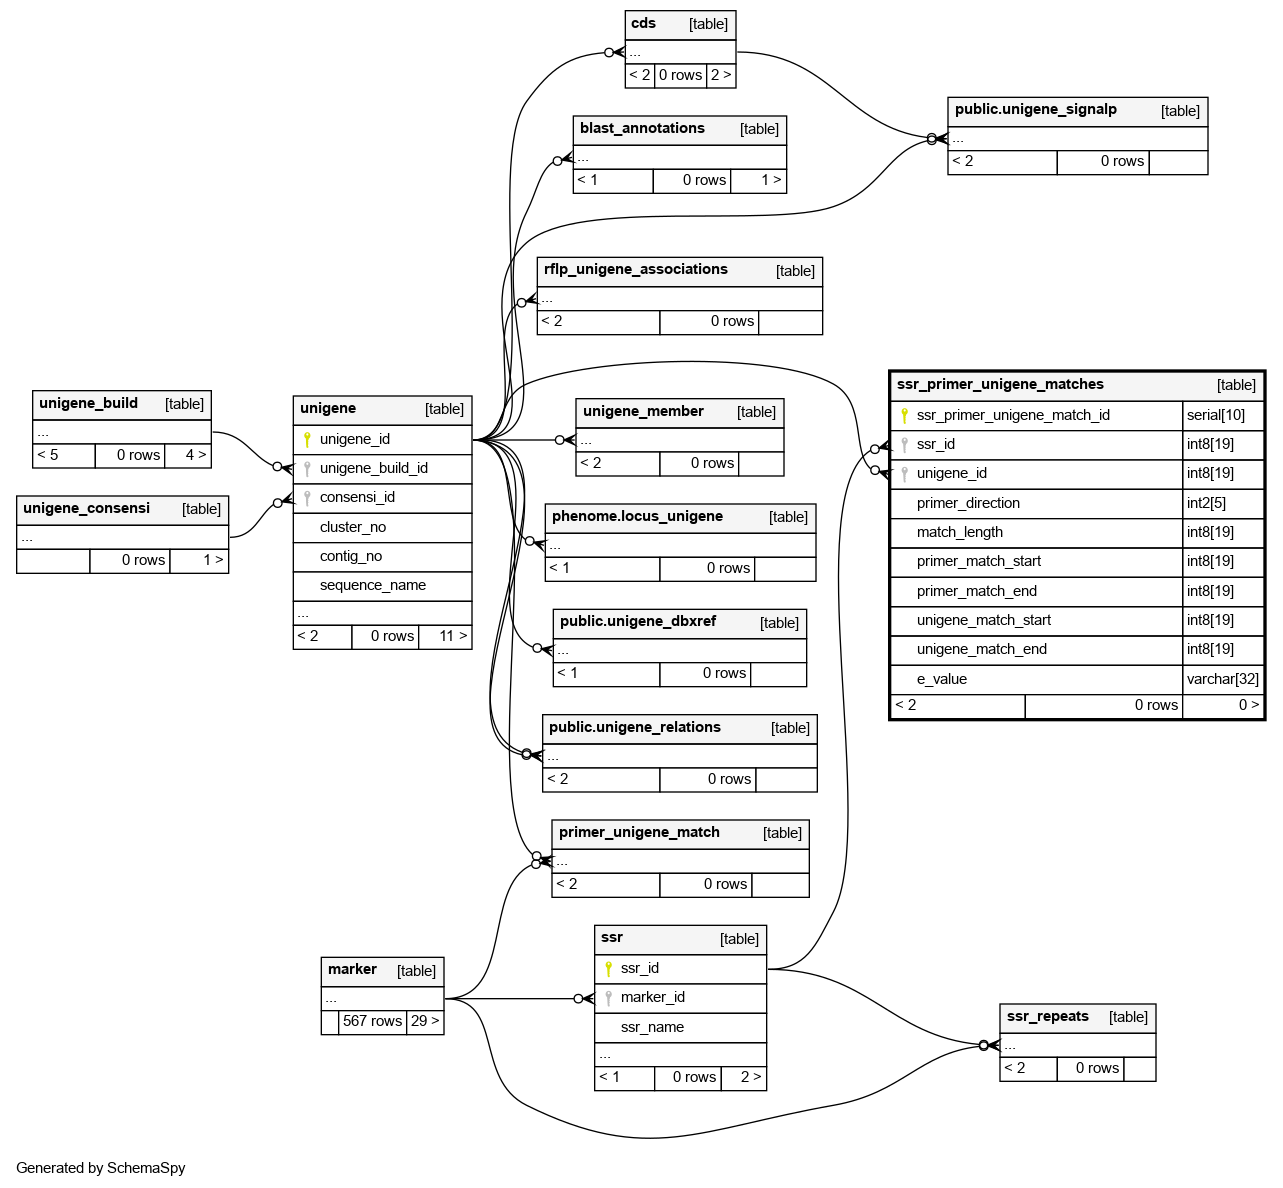 cds [table]
...
< 2 0 rows 2 >
public.unigene_signalp [table]
...
< 2 0 rows
blast_annotations [table]
...
< 1 0 rows 1 >
rflp_unigene_associations [table]
...
< 2 0 rows
unigene_build [table]
...
< 5 0 rows 4 >
unigene_consensi [table]
...
0 rows 1 >
unigene [table]
unigene_id
unigene_build_id
consensi_id
cluster_no
contig_no
sequence_name
...
< 2 0 rows 11 >
unigene_member [table]
...
< 2 0 rows
phenome.locus_unigene [table]
...
< 1 0 rows
public.unigene_dbxref [table]
...
< 1 0 rows
public.unigene_relations [table]
...
< 2 0 rows
primer_unigene_match [table]
...
< 2 0 rows
ssr_primer_unigene_matches [table]
ssr_primer_unigene_match_id serial[10]
ssr_id int8[19]
unigene_id int8[19]
primer_direction int2[5]
match_length int8[19]
primer_match_start int8[19]
primer_match_end int8[19]
unigene_match_start int8[19]
unigene_match_end int8[19]
e_value varchar[32]
< 2 0 rows 0 >
marker [table]
...
567 rows 29 >
ssr [table]
ssr_id
marker_id
ssr_name
...
< 1 0 rows 2 >
ssr_repeats [table]
...
< 2 0 rows
Generated by SchemaSpy